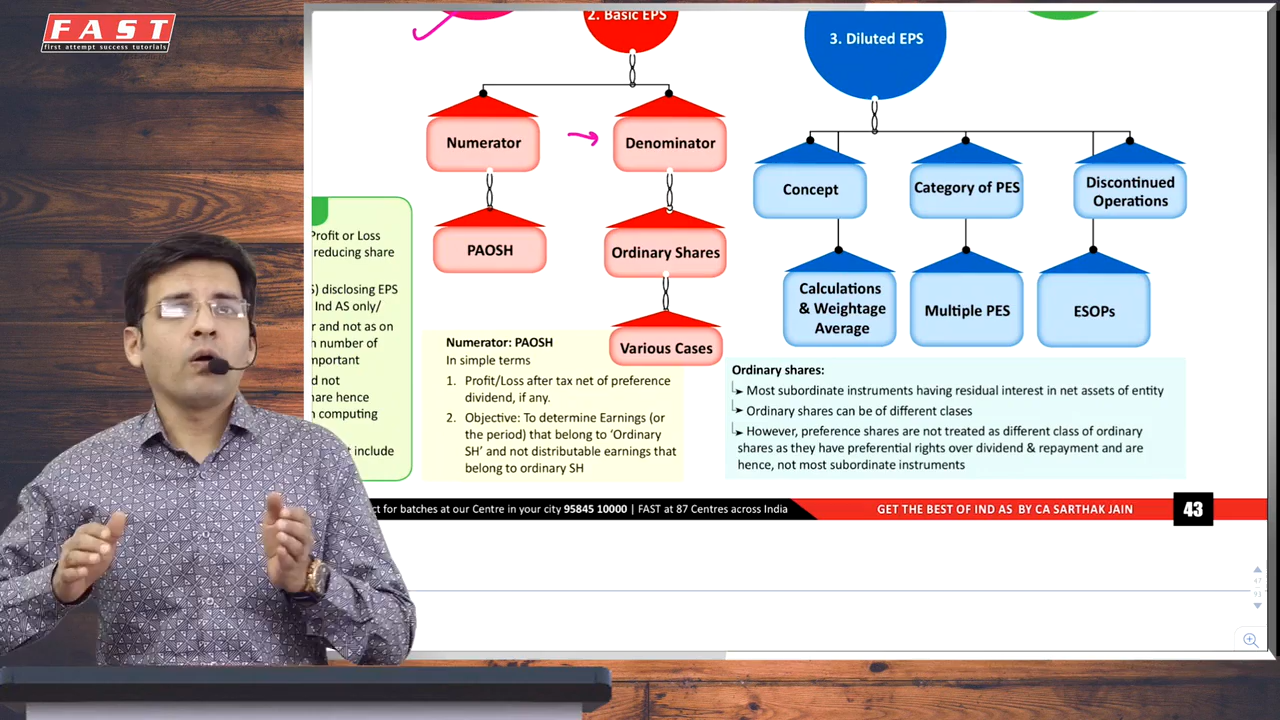 FAST
first attempt success tutorials
2. Basic EPS
3. Diluted EPS
Numerator
Denominator
PAOSH
Ordinary Shares
Various Cases
Concept
Category of PES
Discontinued
Operations
Calculations
& Weightage
Average
Multiple PES
ESOPs
Profit or Loss
reducing share
S) disclosing EPS
Ind AS only/
r and not as on
number of
mportant
d not
are hence
computing
include
Numerator: PAOSH
In simple terms
1. Profit/Loss after tax net of preference
dividend, if any.
2. Objective: To determine Earnings (or
the period) that belong to ‘Ordinary
SH’ and not distributable earnings that
belong to ordinary SH
Ordinary shares:
Most subordinate instruments having residual interest in net assets of entity
Ordinary shares can be of different clases
However, preference shares are not treated as different class of ordinary
shares as they have preferential rights over dividend & repayment and are
hence, not most subordinate instruments
ct for batches at our Centre in your city 95845 10000 | FAST at 87 Centres across India
GET THE BEST OF IND AS BY CA SARTHAK JAIN
43
47
93